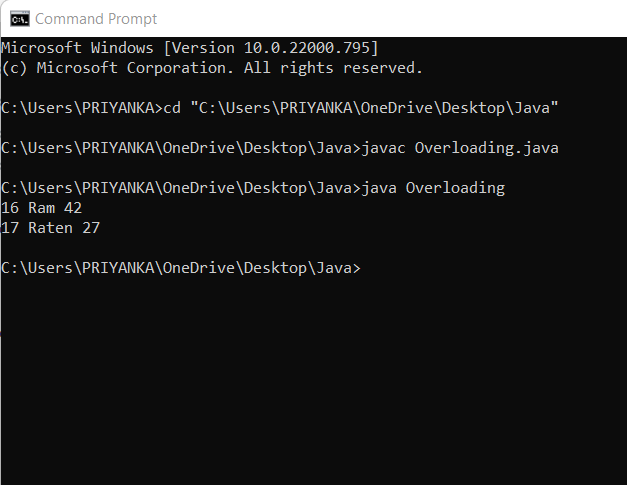 Command Prompt
Microsoft Windows [Version 10.0.22000.795]
(c) Microsoft Corporation. All rights reserved.
C:\Users\PRIYANKA>cd "C:\Users\PRIYANKA\OneDrive\Desktop\Java"
C:\Users\PRIYANKA\OneDrive\Desktop\Java>javac Overloading.java
C:\Users\PRIYANKA\OneDrive\Desktop\Java>java Overloading
16 Ram 42
17 Raten 27
C:\Users\PRIYANKA\OneDrive\Desktop\Java>